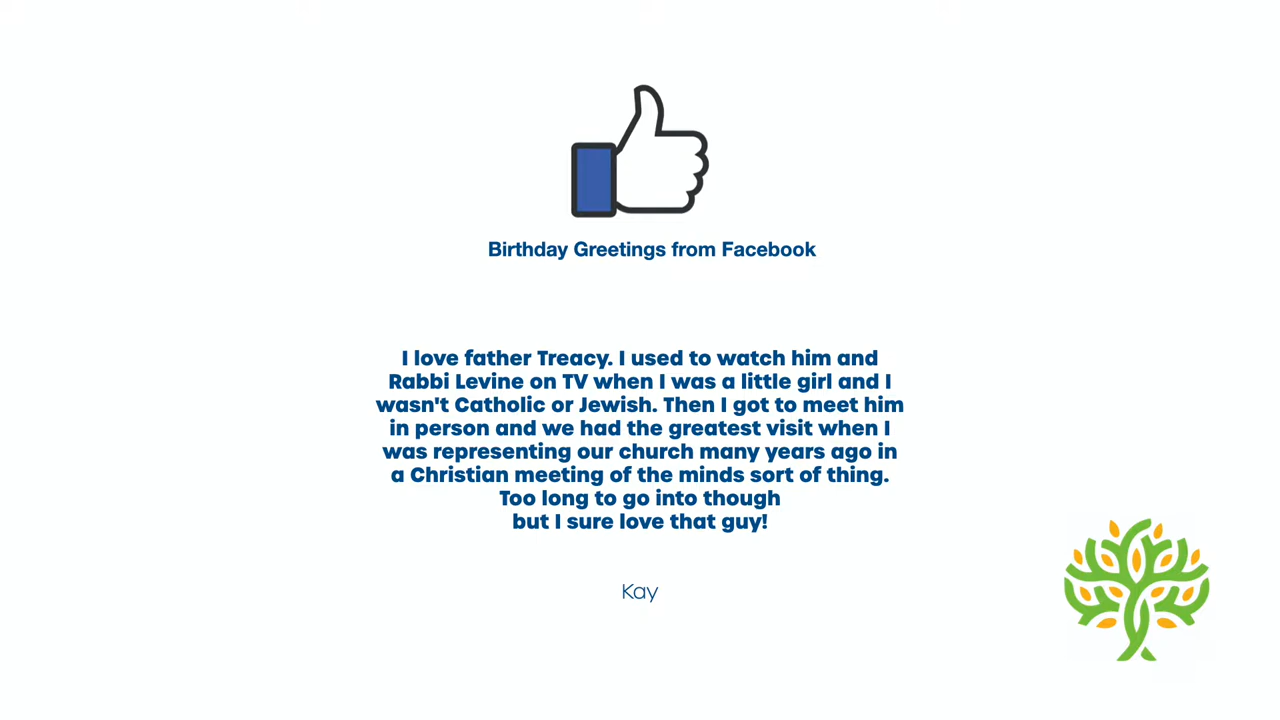 Birthday Greetings from Facebook
I love father Treacy. I used to watch him and
Rabbi Levine on TV when I was a little girl and I
wasn't Catholic or Jewish. Then I got to meet him
in person and we had the greatest visit when I
was representing our church many years ago in
a Christian meeting of the minds sort of thing.
Too long to go into though
but I sure love that guy!
Kay